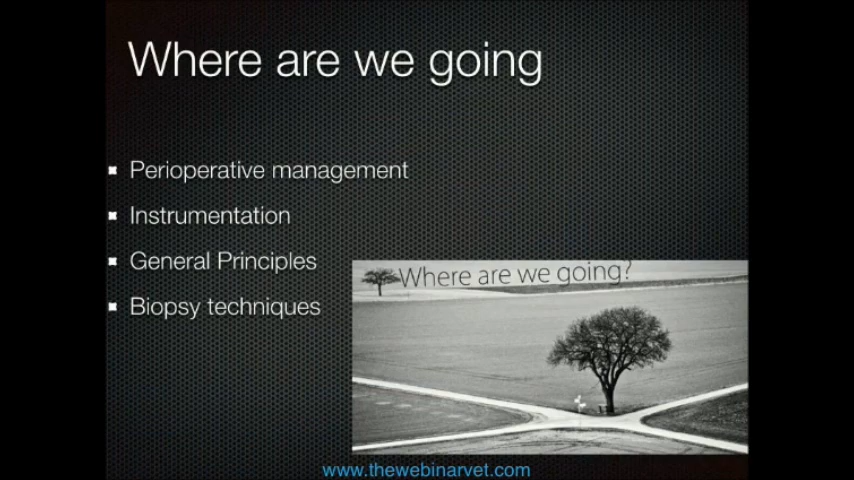 Where are we going
Perioperative management
Instrumentation
General Principles
Biopsy techniques
Where are we going?
www.thewebinarvet.com